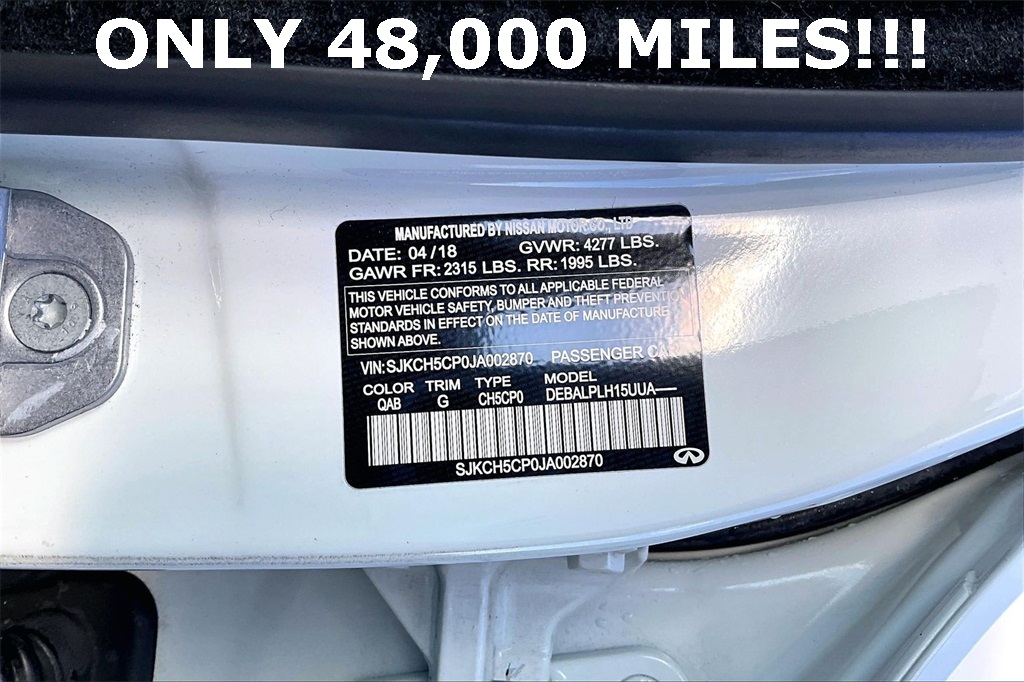 ONLY 48,000 MILES!!!
MANUFACTURED BY NISSAN MOTOR CO., LTD
DATE: 04/18 GVWR: 4277 LBS.
GAWR FR: 2315 LBS. RR: 1995 LBS.
THIS VEHICLE CONFORMS TO ALL APPLICABLE FEDERAL
MOTOR VEHICLE SAFETY, BUMPER AND THEFT PREVENTION
STANDARDS IN EFFECT ON THE DATE OF MANUFACTURE
SHOWN ABOVE.
VIN: SJKCH5CP0JA002870 PASSENGER CAR
COLOR TRIM TYPE MODEL
QAB G CH5CP0 DEBALPLH15UUA—
SJKCH5CP0JA002870